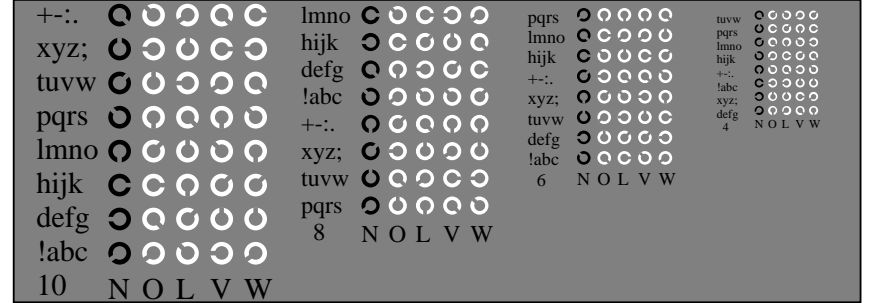 +-:.
xyz;
tuvw
pqrs
lmno
hijk
defg
!abc
10 N O L V W
lmno
hijk
defg
!abc
+-:.
xyz;
tuvw
pqrs
8 N O L V W
pqrs
lmno
hijk
+-:.
xyz;
tuvw
defg
!abc
6 N O L V W
tuvw
pqrs
lmno
hijk
+-:.
!abc
xyz;
defg
4 N O L V W